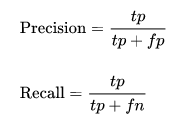 Precision = tp / (tp + fp)
Recall = tp / (tp + fn)